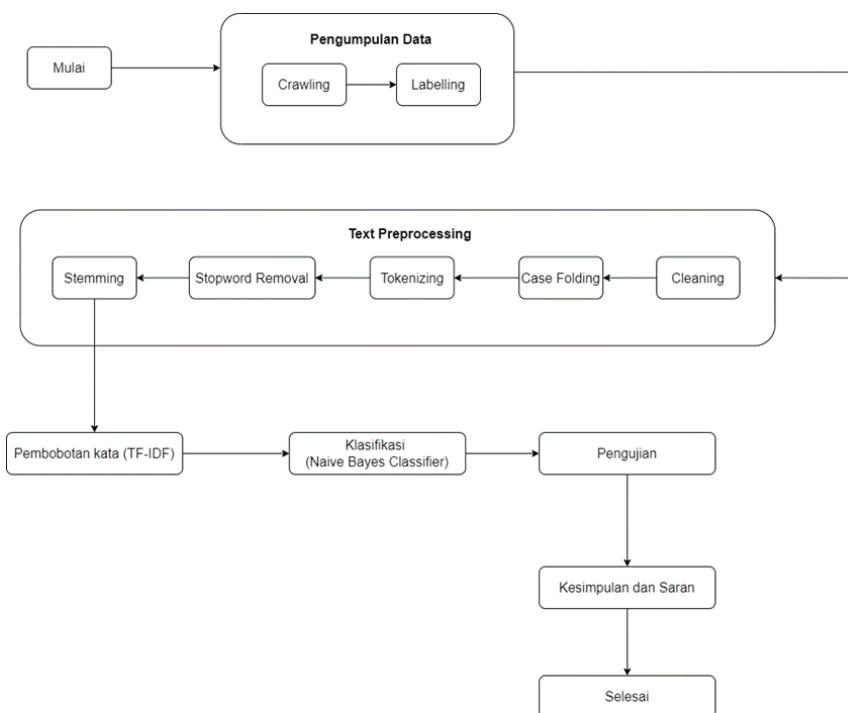 Pengumpulan Data
Mulai
Crawling
Labelling
Text Preprocessing
Stemming
Stopword Removal
Tokenizing
Case Folding
Cleaning
Pembobotan kata (TF-IDF)
Klasifikasi
(Naive Bayes Classifier)
Pengujian
Kesimpulan dan Saran
Selesai